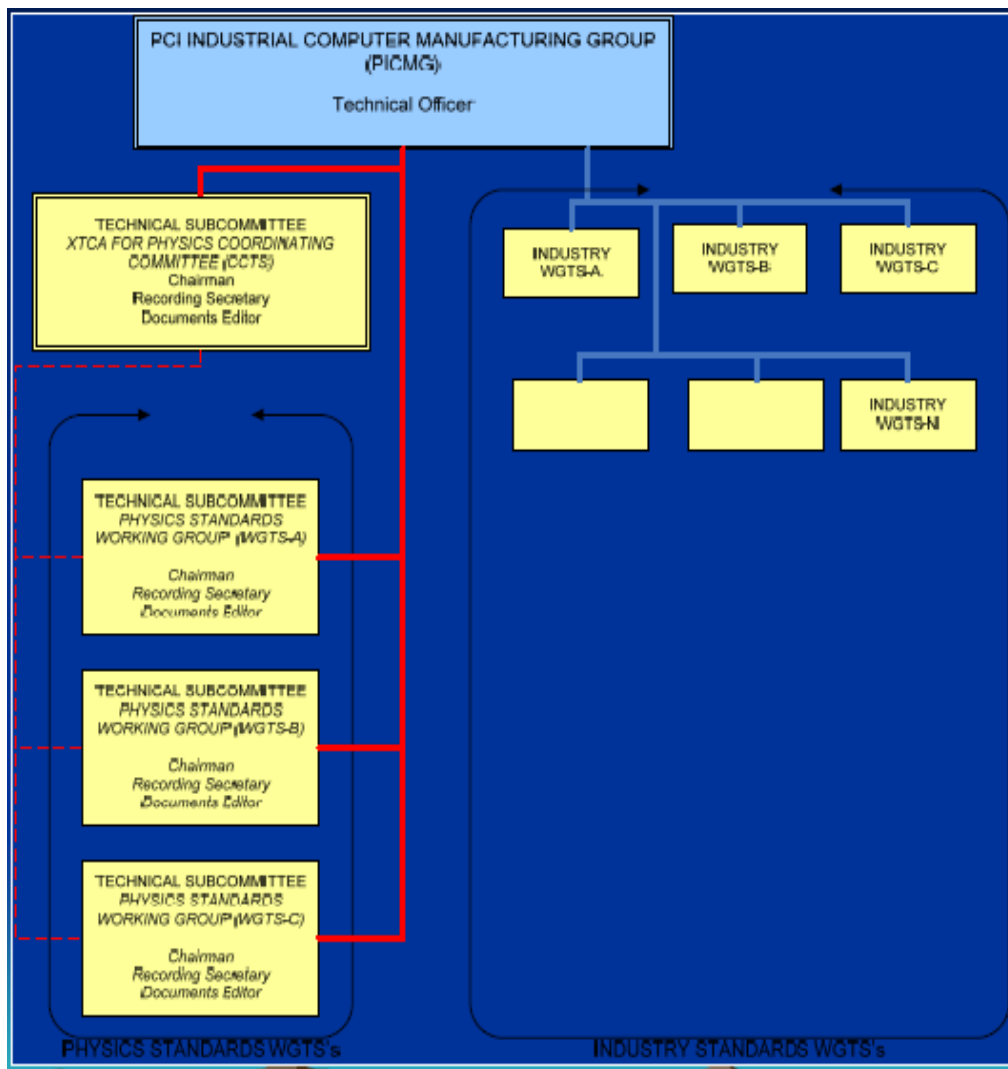 PCI INDUSTRIAL COMPUTER MANUFACTURING GROUP
(PICMG)
Technical Officer
TECHNICAL SUBCOMMITTEE
XTCA FOR PHYSICS COORDINATING
COMMITTEE (CCTS)
Chairman
Recording Secretary
Documents Editor
INDUSTRY
WGTS-A
INDUSTRY
WGTS-B
INDUSTRY
WGTS-C
INDUSTRY
WGTS-N
TECHNICAL SUBCOMMITTEE
PHYSICS STANDARDS
WORKING GROUP (WGTS-A)
Chairman
Recording Secretary
Documents Editor
TECHNICAL SUBCOMMITTEE
PHYSICS STANDARDS
WORKING GROUP (WGTS-B)
Chairman
Recording Secretary
Documents Editor
TECHNICAL SUBCOMMITTEE
PHYSICS STANDARDS
WORKING GROUP (WGTS-C)
Chairman
Recording Secretary
Documents Editor
PHYSICS STANDARDS WGTS's
INDUSTRY STANDARDS WGTS's